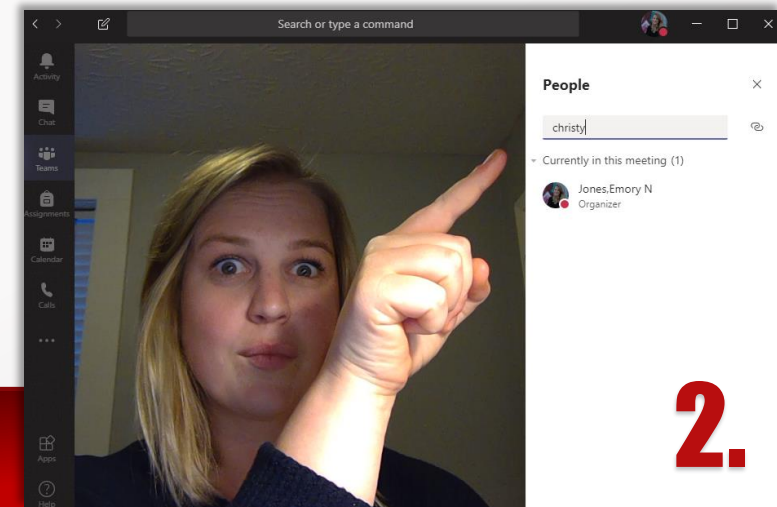 Search or type a command
Activity
Chat
Teams
Assignments
Calendar
Calls
Apps
Help
People
christy
Currently in this meeting (1)
Jones,Emory N
Organizer
2.